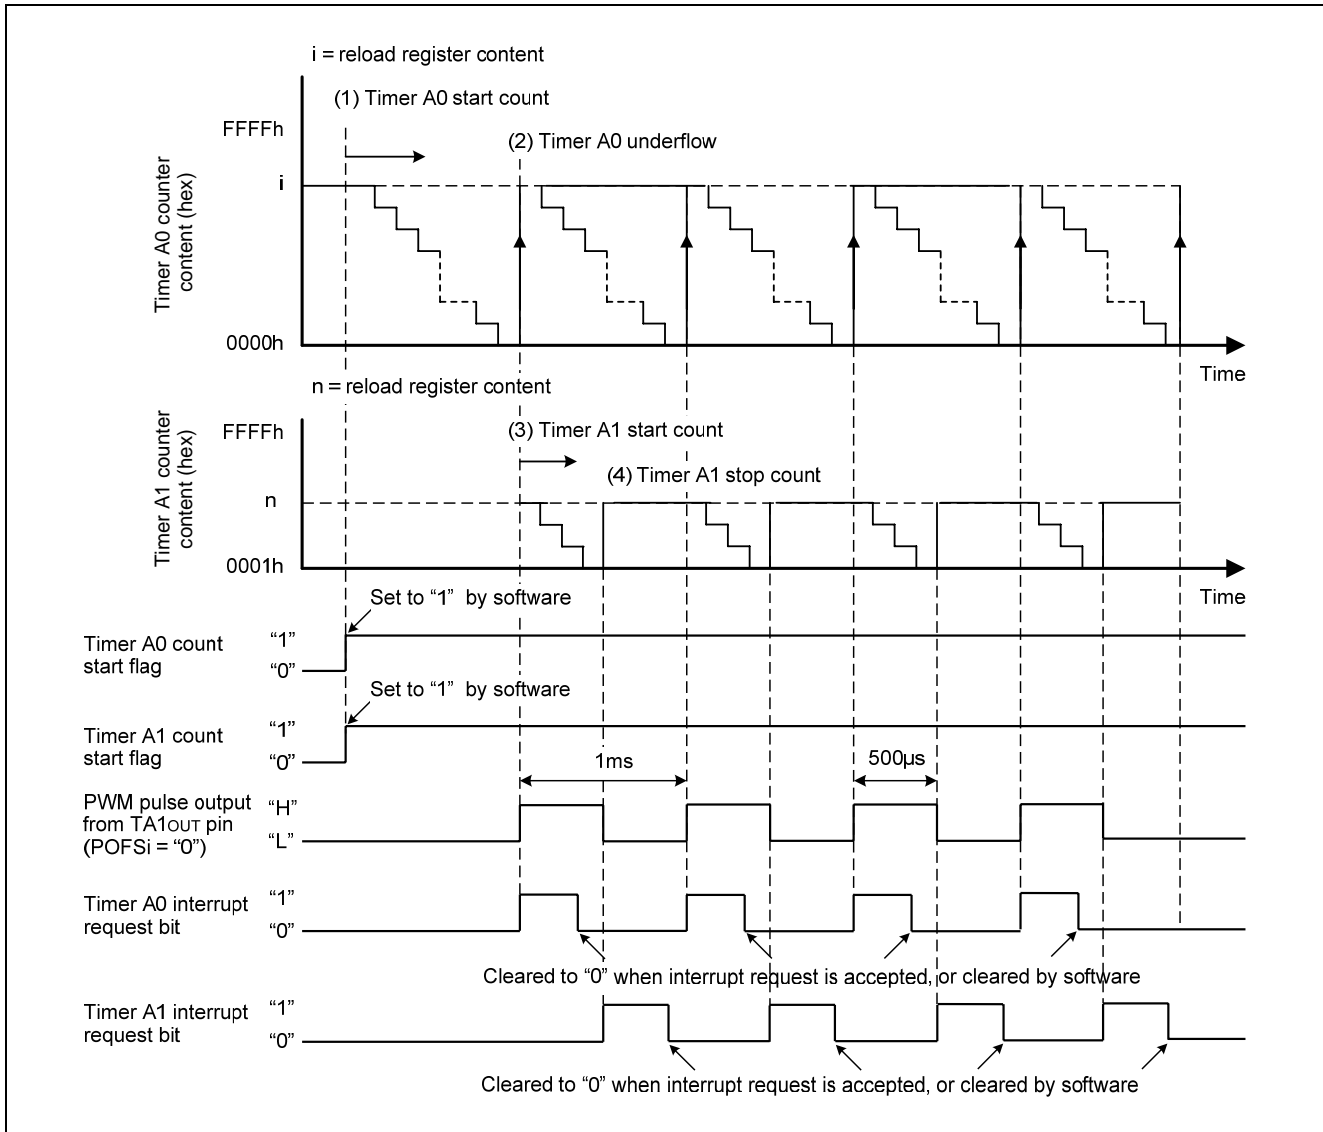 i = reload register content
(1) Timer A0 start count
FFFFh
(2) Timer A0 underflow
i
Timer A0 counter
content (hex)
0000h
Time
n = reload register content
FFFFh
(3) Timer A1 start count
(4) Timer A1 stop count
n
Timer A1 counter
content (hex)
0001h
Time
Set to “1” by software
Timer A0 count
start flag
“1”
“0”
Set to “1” by software
Timer A1 count
start flag
“1”
“0”
1ms
500µs
PWM pulse output
from TA1OUT pin
(POFSi = “0”)
“H”
“L”
Timer A0 interrupt
request bit
“1”
“0”
Cleared to “0” when interrupt request is accepted, or cleared by software
Timer A1 interrupt
request bit
“1”
“0”
Cleared to “0” when interrupt request is accepted, or cleared by software